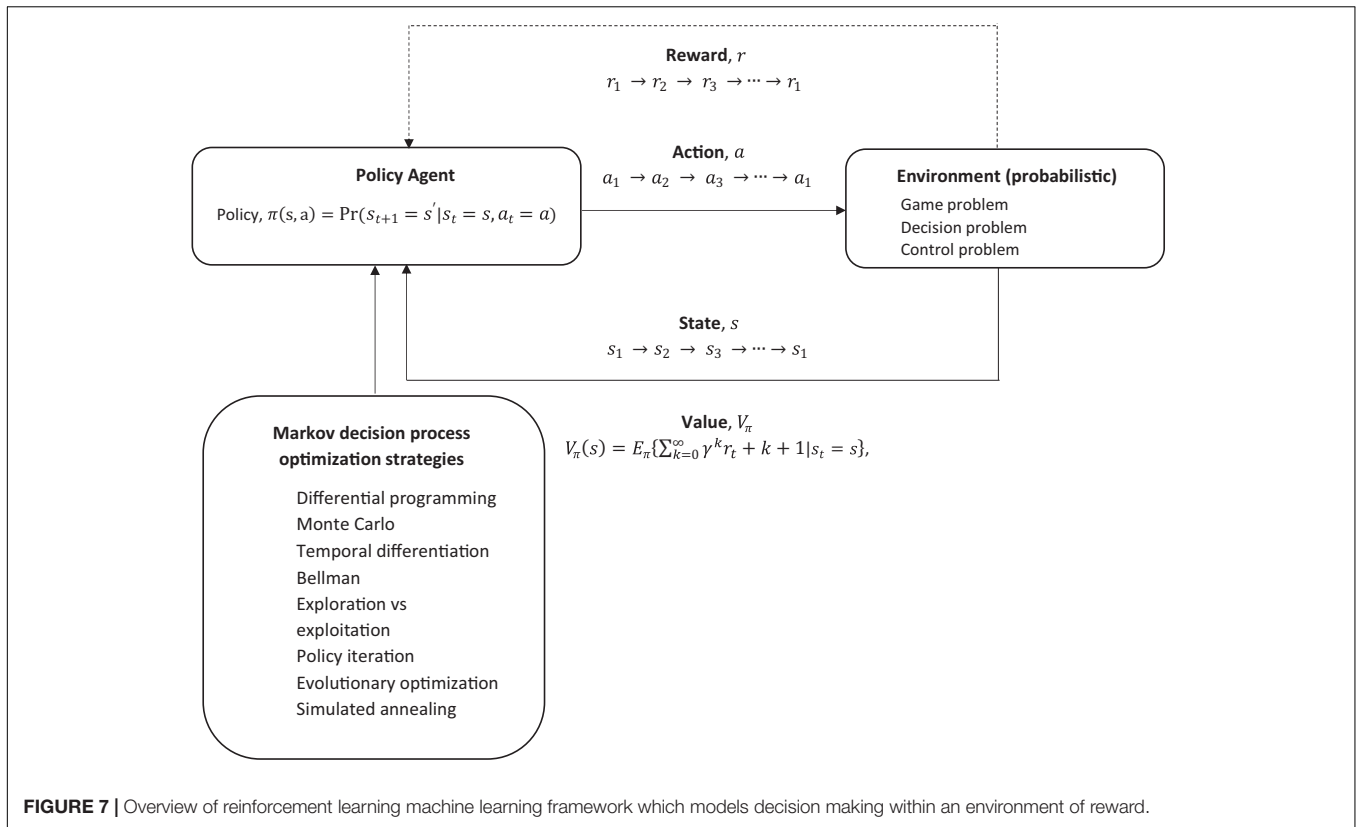 Reward, r
r₁ → r₂ → r₃ → ⋯ → r₁
Policy Agent
Policy, π(s, a) = Pr(s_{t+1} = s′|s_t = s, a_t = a)
Action, a
a₁ → a₂ → a₃ → ⋯ → a₁
Environment (probabilistic)
Game problem
Decision problem
Control problem
State, s
s₁ → s₂ → s₃ → ⋯ → s₁
Value, V_π
V_π(s) = E_π{∑_{k=0}^{∞} γ^k r_t + k + 1|s_t = s},
Markov decision process
optimization strategies
Differential programming
Monte Carlo
Temporal differentiation
Bellman
Exploration vs
exploitation
Policy iteration
Evolutionary optimization
Simulated annealing
FIGURE 7 | Overview of reinforcement learning machine learning framework which models decision making within an environment of reward.